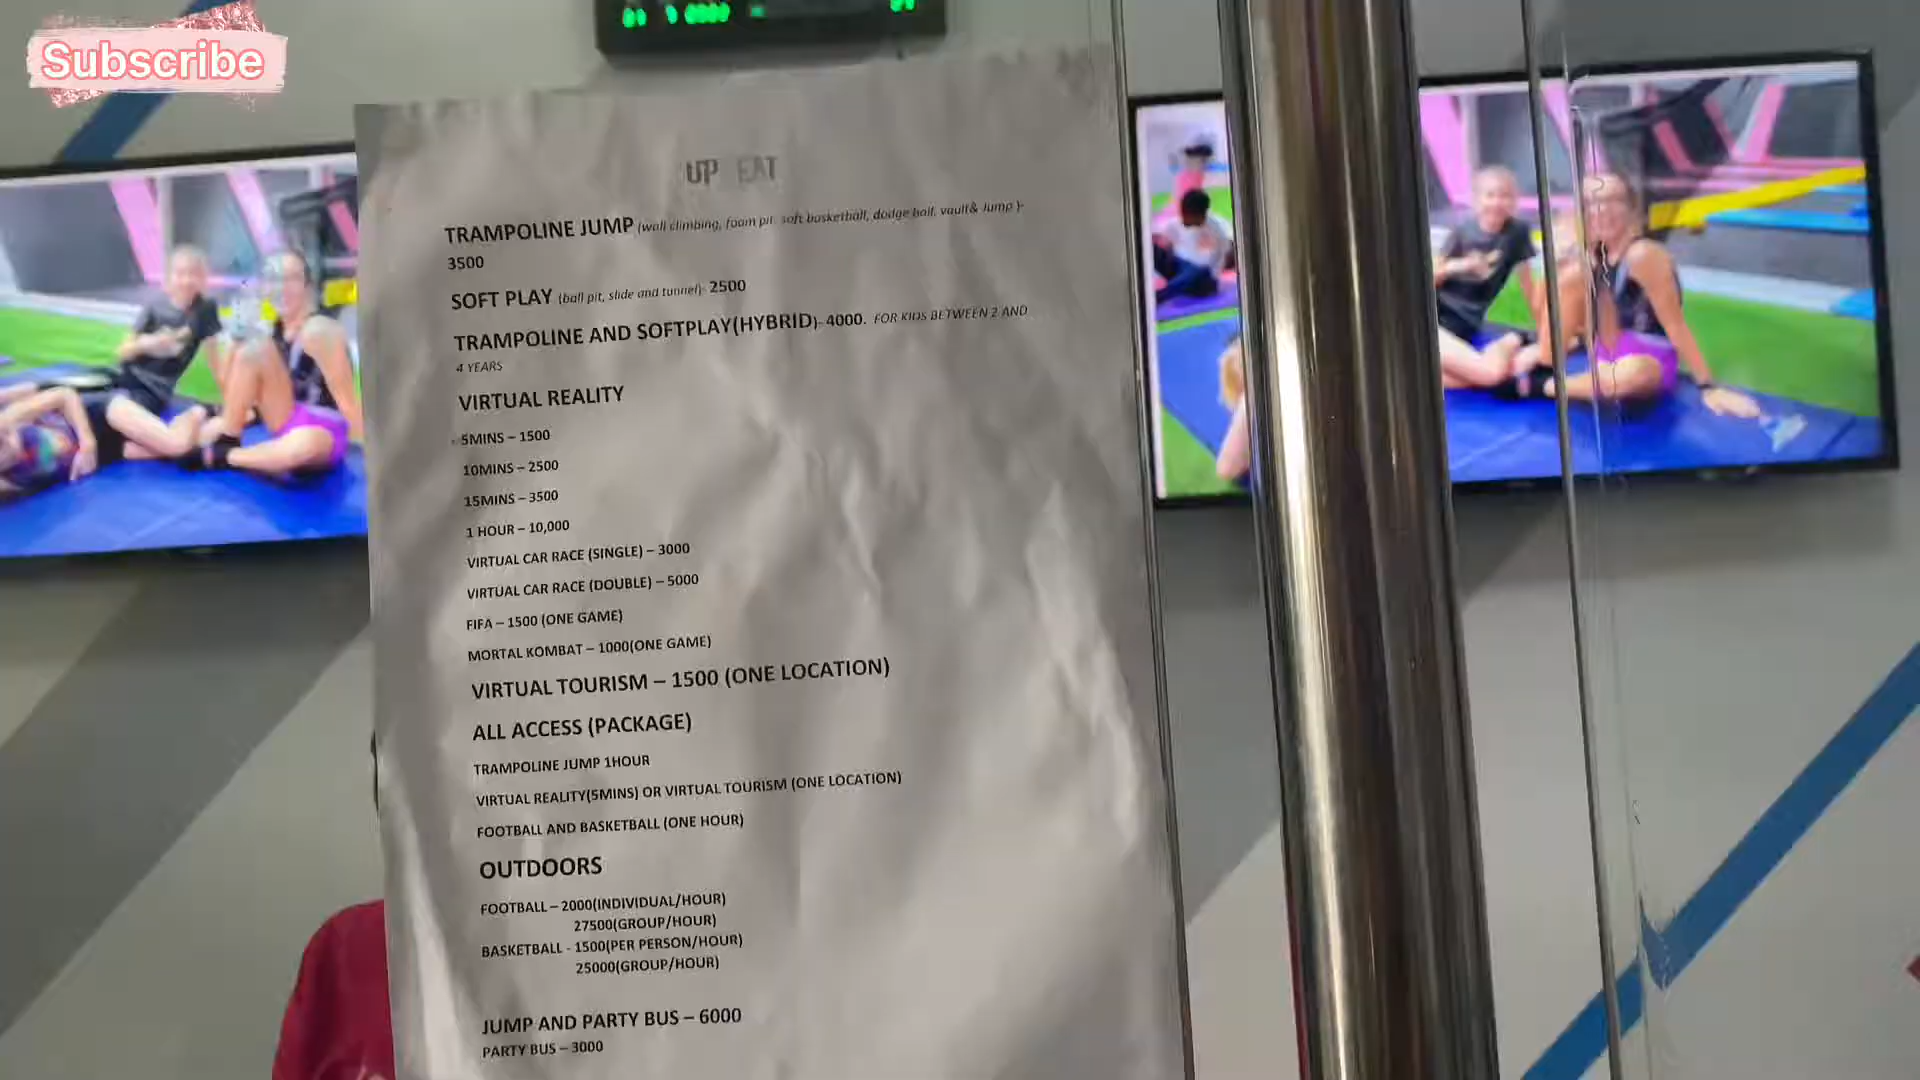 Subscribe
UP EAT
TRAMPOLINE JUMP (wall climbing, foam pit soft basketball, dodge ball, vault& Jump )-
3500
SOFT PLAY (ball pit, slide and tunnel)- 2500
TRAMPOLINE AND SOFTPLAY(HYBRID)- 4000. FOR KIDS BETWEEN 2 AND
4 YEARS
VIRTUAL REALITY
5MINS – 1500
10MINS – 2500
15MINS – 3500
1 HOUR – 10,000
VIRTUAL CAR RACE (SINGLE) – 3000
VIRTUAL CAR RACE (DOUBLE) – 5000
FIFA – 1500 (ONE GAME)
MORTAL KOMBAT – 1000(ONE GAME)
VIRTUAL TOURISM – 1500 (ONE LOCATION)
ALL ACCESS (PACKAGE)
TRAMPOLINE JUMP 1HOUR
VIRTUAL REALITY(5MINS) OR VIRTUAL TOURISM (ONE LOCATION)
FOOTBALL AND BASKETBALL (ONE HOUR)
OUTDOORS
FOOTBALL – 2000(INDIVIDUAL/HOUR)
27500(GROUP/HOUR)
BASKETBALL - 1500(PER PERSON/HOUR)
25000(GROUP/HOUR)
JUMP AND PARTY BUS – 6000
PARTY BUS – 3000